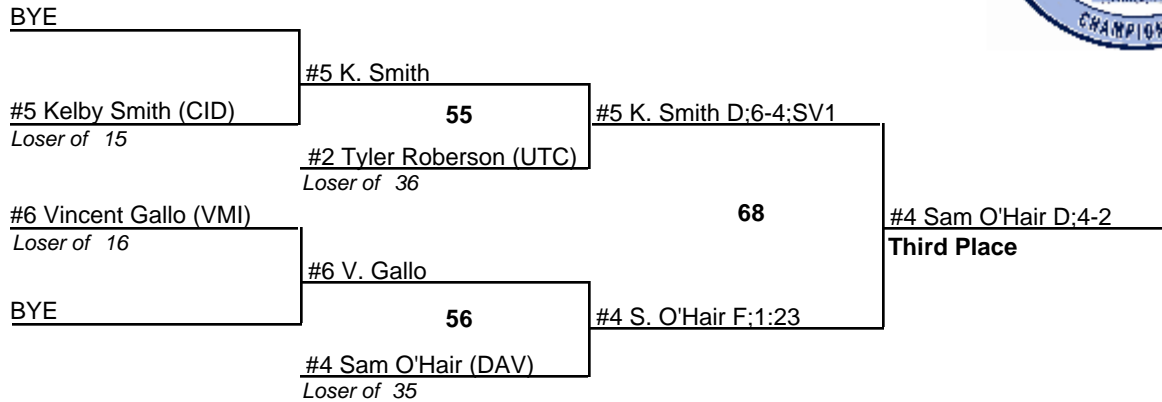 BYE
CHAMPION
#5 K. Smith
#5 Kelby Smith (CID)
Loser of 15
55
#5 K. Smith D;6-4;SV1
#2 Tyler Roberson (UTC)
Loser of 36
#6 Vincent Gallo (VMI)
Loser of 16
68
#4 Sam O'Hair D;4-2
Third Place
#6 V. Gallo
BYE
56
#4 S. O'Hair F;1:23
#4 Sam O'Hair (DAV)
Loser of 35